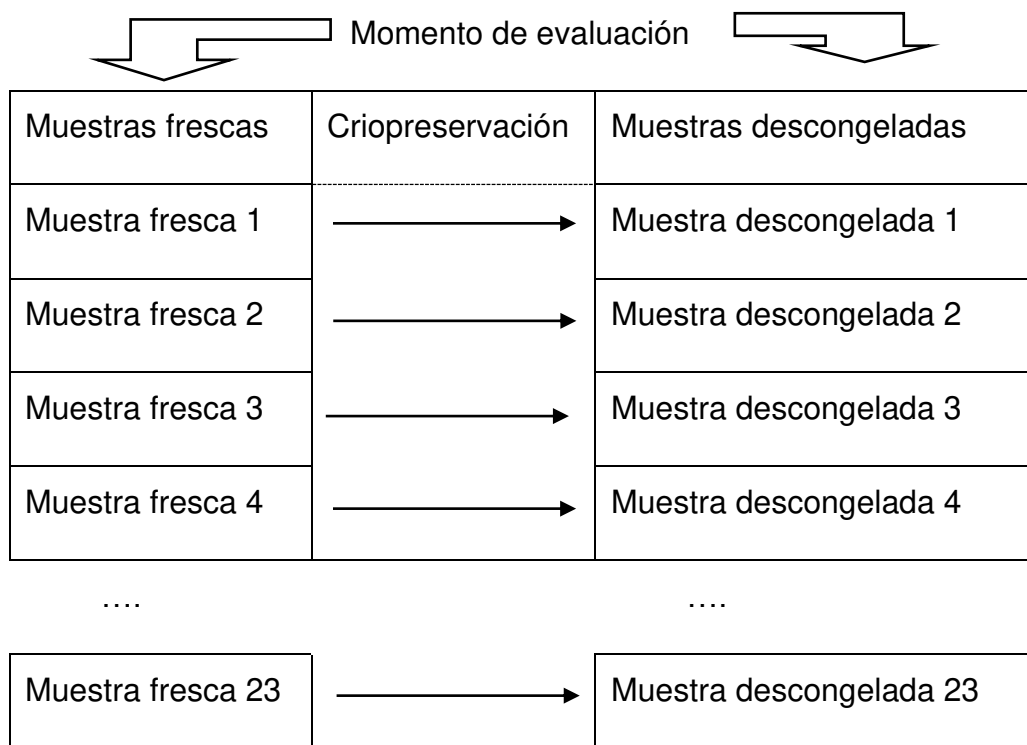 Momento de evaluación
Muestras frescas Criopreservación Muestras descongeladas
Muestra fresca 1 Muestra descongelada 1
Muestra fresca 2 Muestra descongelada 2
Muestra fresca 3 Muestra descongelada 3
Muestra fresca 4 Muestra descongelada 4
…. ….
Muestra fresca 23 Muestra descongelada 23